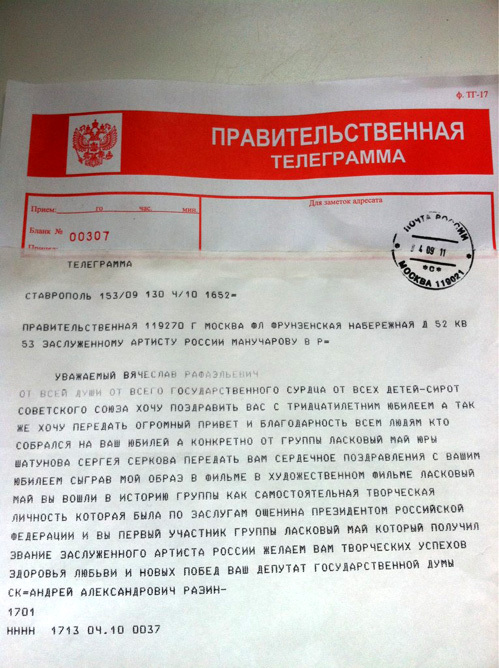 ф. ТГ-17
ПРАВИТЕЛЬСТВЕННАЯ
ТЕЛЕГРАММА
Прием: го час. мин
Для заметок адресата
Бланк № 00307
ПОЧТА РОССИИ
4 09 11
*С*
МОСКВА 119021
ТЕЛЕГРАММА
СТАВРОПОЛЬ 153/09 130 4/10 1652=
ПРАВИТЕЛЬСТВЕННАЯ 119270 Г МОСКВА ФЛ ФРУНЗЕНСКАЯ НАБЕРЕЖНАЯ Д 52 КВ
53 ЗАСЛУЖЕННОМУ АРТИСТУ РОССИИ МАНУЧАРОВУ В Р=
УВАЖАЕМЫЙ ВЯЧЕСЛАВ РАФАЭЛЬЕВИЧ
ОТ ВСЕЙ ДУШИ ОТ ВСЕГО ГОСУДАРСТВЕННОГО СУРДЦА ОТ ВСЕХ ДЕТЕЙ-СИРОТ
СОВЕТСКОГО СОЮЗА ХОЧУ ПОЗДРАВИТЬ ВАС С ТРИДЦАТИЛЕТНИМ ЮБИЛЕЕМ А ТАК
ЖЕ ХОЧУ ПЕРЕДАТЬ ОГРОМНЫЙ ПРИВЕТ И БЛАГОДАРНОСТЬ ВСЕМ ЛЮДЯМ КТО
СОБРАЛСЯ НА ВАШ ЮБИЛЕЙ А КОНКРЕТНО ОТ ГРУППЫ ЛАСКОВЫЙ МАЙ ЮРЫ
ШАТУНОВА СЕРГЕЯ СЕРКОВА ПЕРЕДАТЬ ВАМ СЕРДЕЧНОЕ ПОЗДРАВЛЕНИЯ С ВАШИМ
ЮБИЛЕЕМ СЫГРАВ МОЙ ОБРАЗ В ФИЛЬМЕ В ХУДОЖЕСТВЕННОМ ФИЛЬМЕ ЛАСКОВЫЙ
МАЙ ВЫ ВОШЛИ В ИСТОРИЮ ГРУППЫ КАК САМОСТОЯТЕЛЬНАЯ ТВОРЧЕСКАЯ
ЛИЧНОСТЬ КОТОРАЯ БЫЛА ПО ЗАСЛУГАМ ОЩЕНИНА ПРЕЗИДЕНТОМ РОССИЙСКОЙ
ФЕДЕРАЦИИ И ВЫ ПЕРВЫЙ УЧАСТНИК ГРУППЫ ЛАСКОВЫЙ МАЙ КОТОРЫЙ ПОЛУЧИЛ
ЗВАНИЕ ЗАСЛУЖЕННОГО АРТИСТА РОССИИ ЖЕЛАЕМ ВАМ ТВОРЧЕСКИХ УСПЕХОВ
ЗДОРОВЬЯ ЛЮБЬВИ И НОВЫХ ПОБЕД ВАШ ДЕПУТАТ ГОСУДАРСТВЕННОЙ ДУМЫ
СК=АНДРЕЙ АЛЕКСАНДРОВИЧ РАЗИН-
1701
НННН 1713 04.10 0037